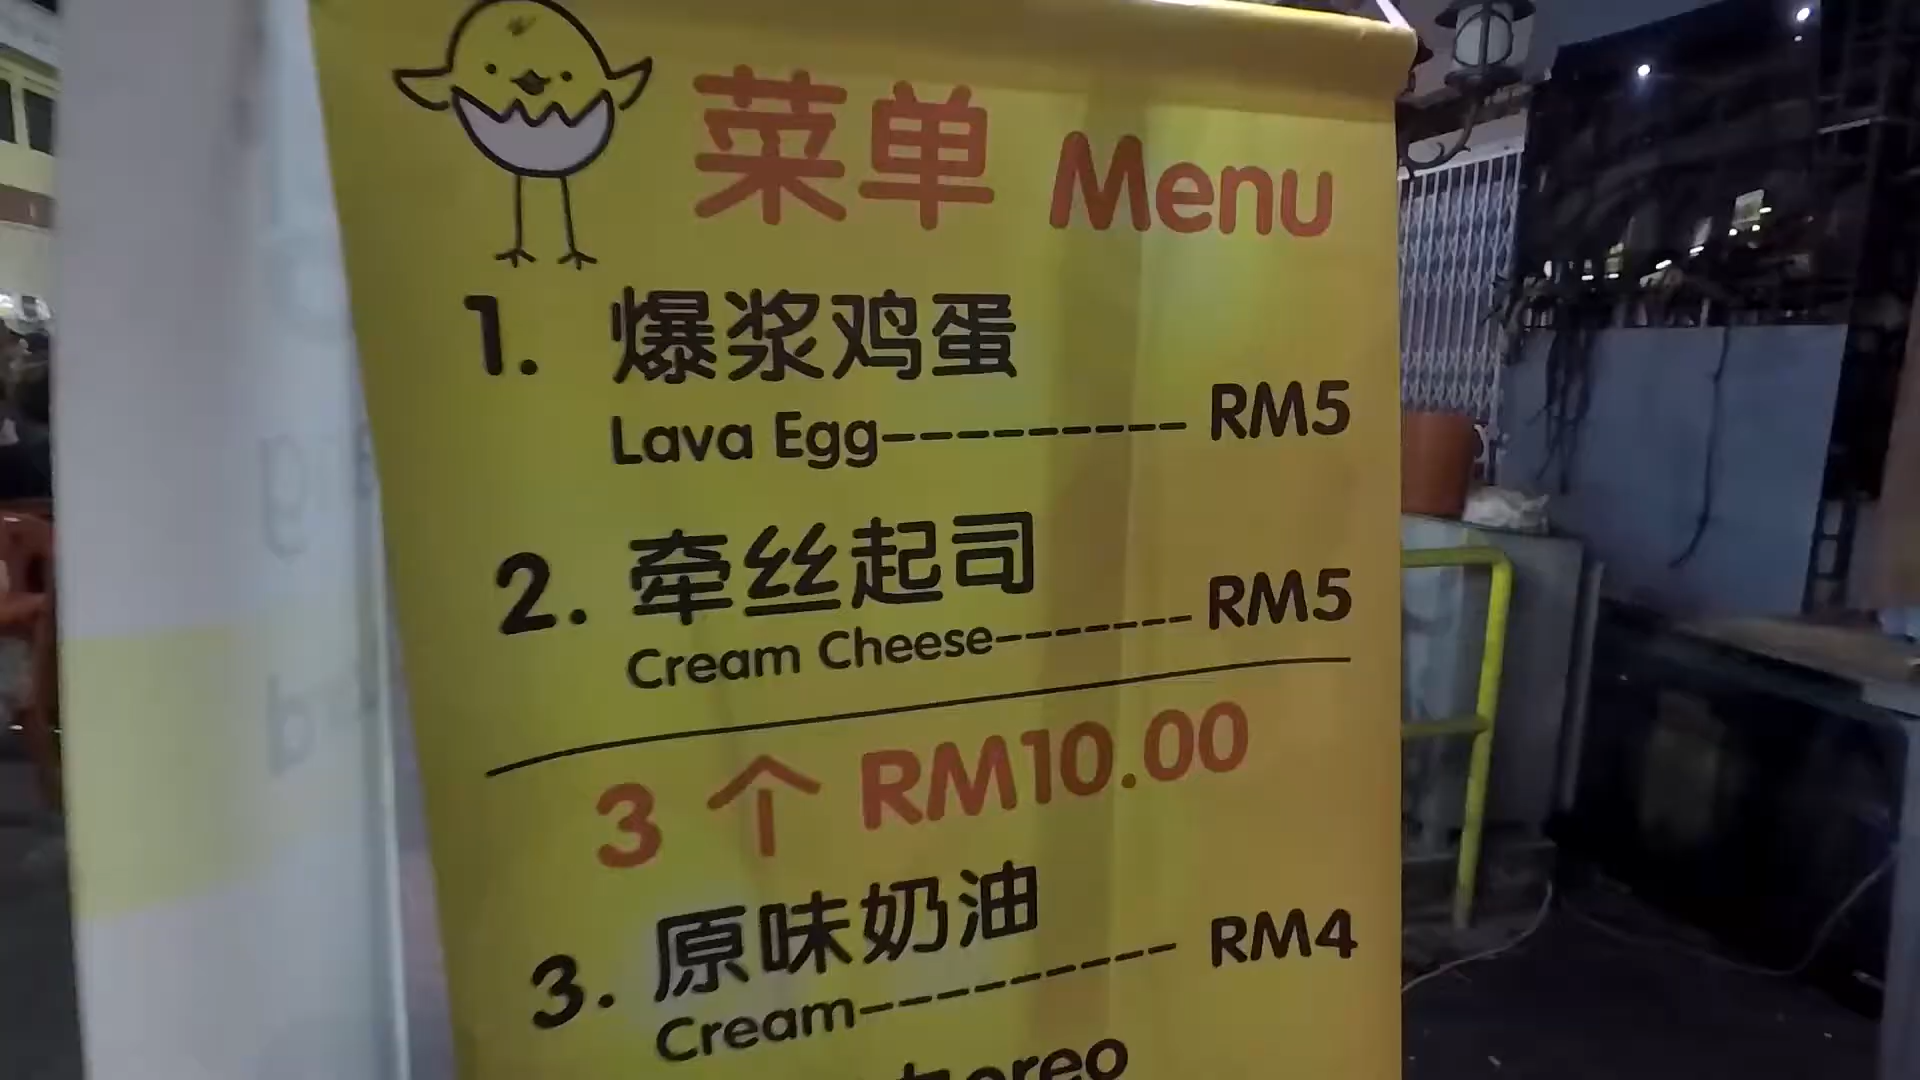 菜单 Menu
1. 爆浆鸡蛋
Lava Egg---------- RM5
2. 牵丝起司
Cream Cheese-------- RM5
3 个 RM10.00
3. 原味奶油
Cream---------- RM4
oreo